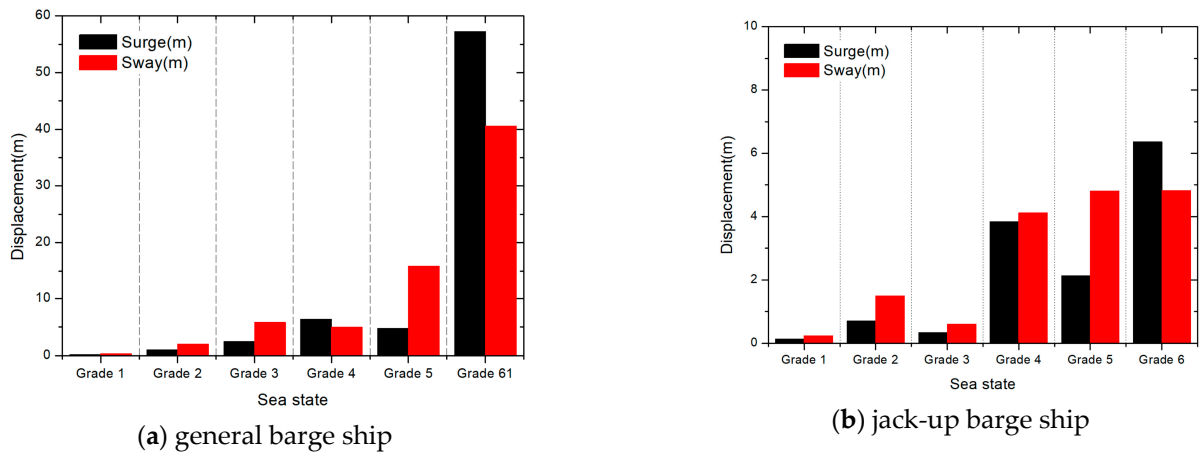 60
50
40
30
20
10
0
Displacement(m)
Surge(m)
Sway(m)
Grade 1 Grade 2 Grade 3 Grade 4 Grade 5 Grade 61
Sea state
(a) general barge ship
10
8
6
4
2
0
Displacement(m)
Surge(m)
Sway(m)
Grade 1 Grade 2 Grade 3 Grade 4 Grade 5 Grade 6
Sea state
(b) jack-up barge ship